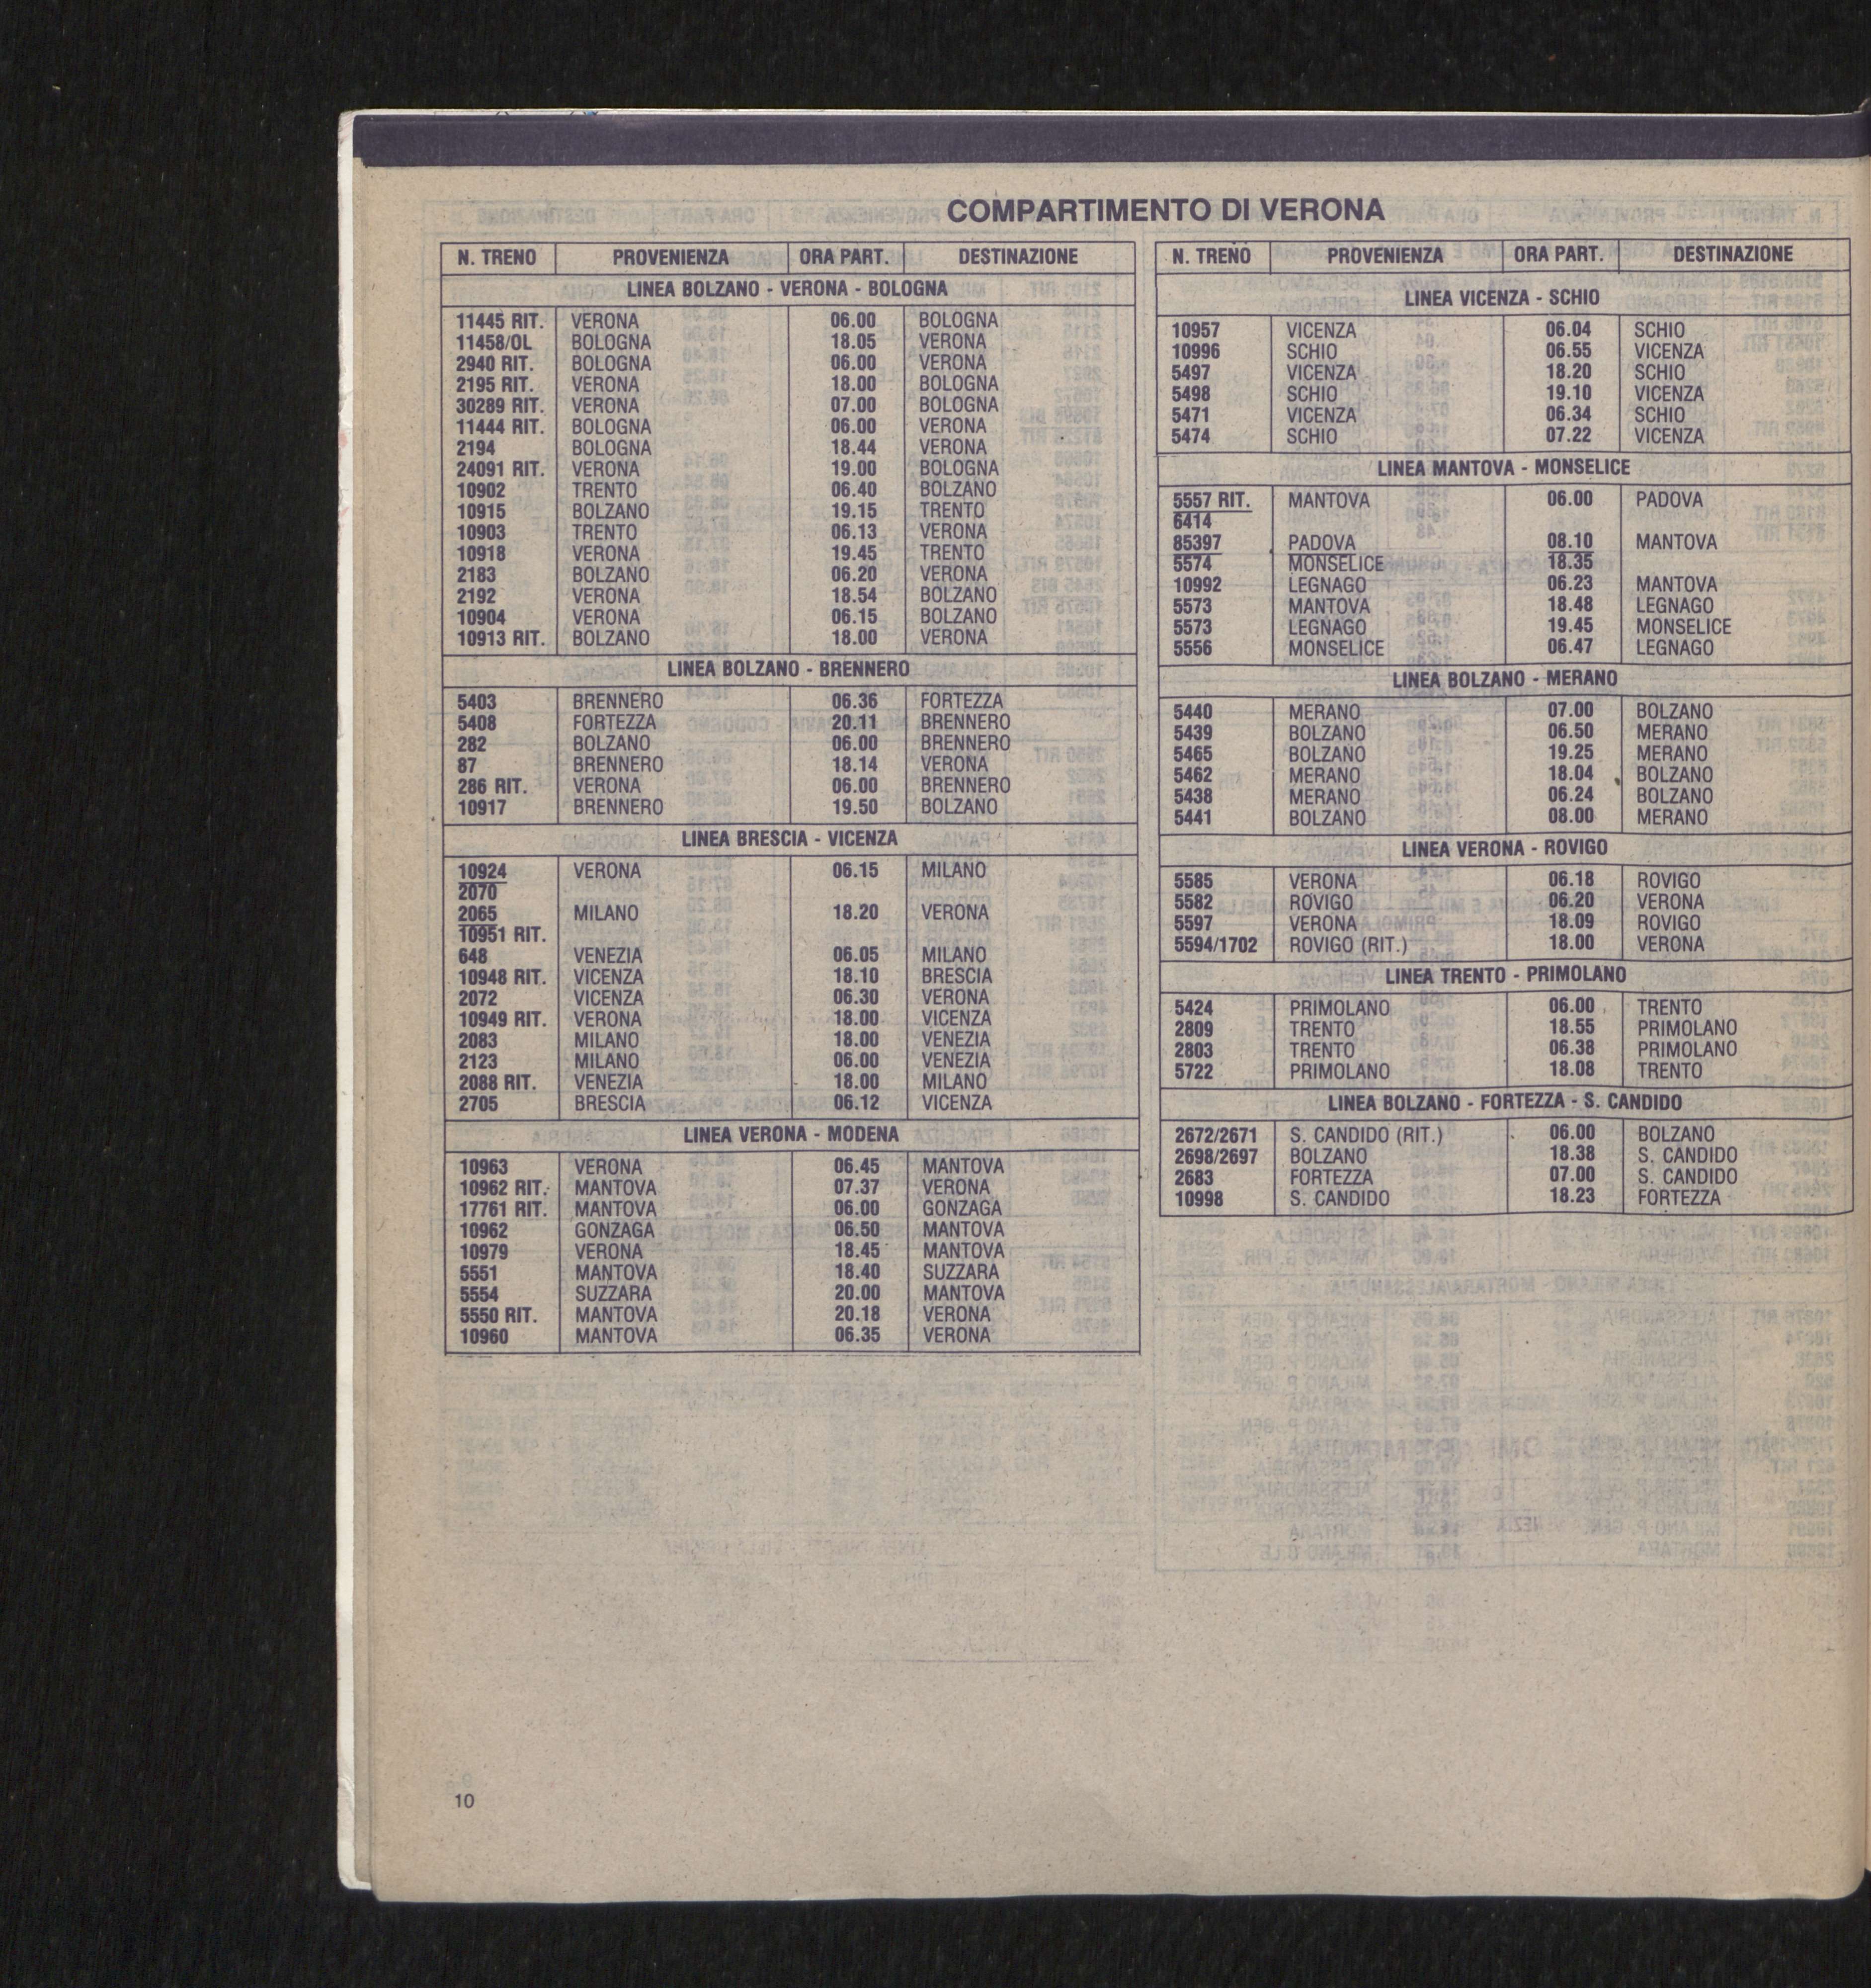 COMPARTIMENTO DI VERONA
N. TRENO PROVENIENZA ORA PART. DESTINAZIONE
LINEA BOLZANO - VERONA - BOLOGNA
11445 RIT. VERONA 06.00 BOLOGNA
11458/OL BOLOGNA 18.05 VERONA
2940 RIT. BOLOGNA 06.00 VERONA
2195 RIT. VERONA 18.00 BOLOGNA
30289 RIT. VERONA 07.00 BOLOGNA
11444 RIT. BOLOGNA 06.00 VERONA
2194 BOLOGNA 18.44 VERONA
24091 RIT. VERONA 19.00 BOLOGNA
10902 TRENTO 06.40 BOLZANO
10915 BOLZANO 19.15 TRENTO
10903 TRENTO 06.13 VERONA
10918 VERONA 19.45 TRENTO
2183 BOLZANO 06.20 VERONA
2192 VERONA 18.54 BOLZANO
10904 VERONA 06.15 BOLZANO
10913 RIT. BOLZANO 18.00 VERONA
LINEA BOLZANO - BRENNERO
5403 BRENNERO 06.36 FORTEZZA
5408 FORTEZZA 20.11 BRENNERO
282 BOLZANO 06.00 BRENNERO
87 BRENNERO 18.14 VERONA
286 RIT. VERONA 06.00 BRENNERO
10917 BRENNERO 19.50 BOLZANO
LINEA BRESCIA - VICENZA
10924 VERONA 06.15 MILANO
2070
2065 MILANO 18.20 VERONA
10951 RIT.
648 VENEZIA 06.05 MILANO
10948 RIT. VICENZA 18.10 BRESCIA
2072 VICENZA 06.30 VERONA
10949 RIT. VERONA 18.00 VICENZA
2083 MILANO 18.00 VENEZIA
2123 MILANO 06.00 VENEZIA
2088 RIT. VENEZIA 18.00 MILANO
2705 BRESCIA 06.12 VICENZA
LINEA VERONA - MODENA
10963 VERONA 06.45 MANTOVA
10962 RIT. MANTOVA 07.37 VERONA
17761 RIT. MANTOVA 06.00 GONZAGA
10962 GONZAGA 06.50 MANTOVA
10979 VERONA 18.45 MANTOVA
5551 MANTOVA 18.40 SUZZARA
5554 SUZZARA 20.00 MANTOVA
5550 RIT. MANTOVA 20.18 VERONA
10960 MANTOVA 06.35 VERONA
N. TRENO PROVENIENZA ORA PART. DESTINAZIONE
LINEA VICENZA - SCHIO
10957 VICENZA 06.04 SCHIO
10996 SCHIO 06.55 VICENZA
5497 VICENZA 18.20 SCHIO
5498 SCHIO 19.10 VICENZA
5471 VICENZA 06.34 SCHIO
5474 SCHIO 07.22 VICENZA
LINEA MANTOVA - MONSELICE
5557 RIT. MANTOVA 06.00 PADOVA
6414
85397 PADOVA 08.10 MANTOVA
5574 MONSELICE 18.35
10992 LEGNAGO 06.23 MANTOVA
5573 MANTOVA 18.48 LEGNAGO
5573 LEGNAGO 19.45 MONSELICE
5556 MONSELICE 06.47 LEGNAGO
LINEA BOLZANO - MERANO
5440 MERANO 07.00 BOLZANO
5439 BOLZANO 06.50 MERANO
5465 BOLZANO 19.25 MERANO
5462 MERANO 18.04 BOLZANO
5438 MERANO 06.24 BOLZANO
5441 BOLZANO 08.00 MERANO
LINEA VERONA - ROVIGO
5585 VERONA 06.18 ROVIGO
5582 ROVIGO 06.20 VERONA
5597 VERONA 18.09 ROVIGO
5594/1702 ROVIGO (RIT.) 18.00 VERONA
LINEA TRENTO - PRIMOLANO
5424 PRIMOLANO 06.00 TRENTO
2809 TRENTO 18.55 PRIMOLANO
2803 TRENTO 06.38 PRIMOLANO
5722 PRIMOLANO 18.08 TRENTO
LINEA BOLZANO - FORTEZZA - S. CANDIDO
2672/2671 S. CANDIDO (RIT.) 06.00 BOLZANO
2698/2697 BOLZANO 18.38 S. CANDIDO
2683 FORTEZZA 07.00 S. CANDIDO
10998 S. CANDIDO 18.23 FORTEZZA
10